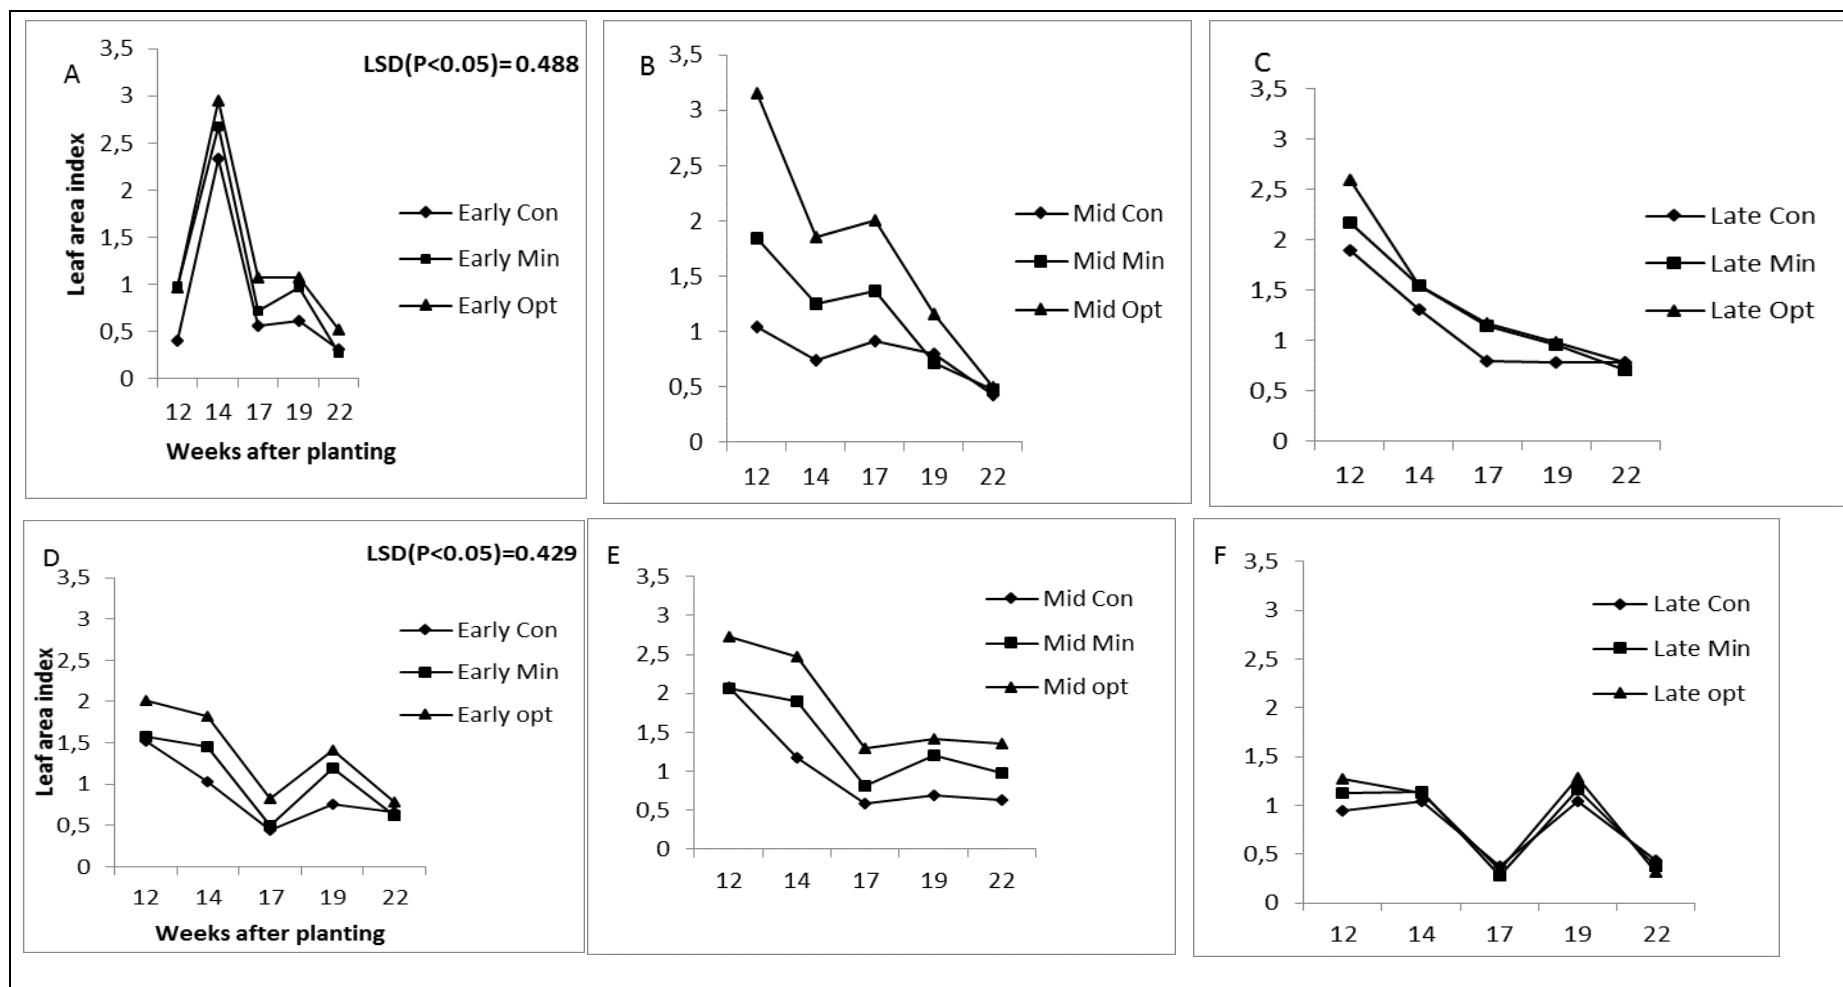 A
LSD(P<0.05)= 0.488
3,5
3
2,5
2
1,5
1
0,5
0
Leaf area index
12 14 17 19 22
Weeks after planting
Early Con
Early Min
Early Opt
B
3,5
3
2,5
2
1,5
1
0,5
0
12 14 17 19 22
Mid Con
Mid Min
Mid Opt
C
3,5
3
2,5
2
1,5
1
0,5
0
12 14 17 19 22
Late Con
Late Min
Late Opt
D
LSD(P<0.05)=0.429
3,5
3
2,5
2
1,5
1
0,5
0
Leaf area index
12 14 17 19 22
Weeks after planting
Early Con
Early Min
Early opt
E
3,5
3
2,5
2
1,5
1
0,5
0
12 14 17 19 22
Mid Con
Mid Min
Mid opt
F
3,5
3
2,5
2
1,5
1
0,5
0
12 14 17 19 22
Late Con
Late Min
Late opt